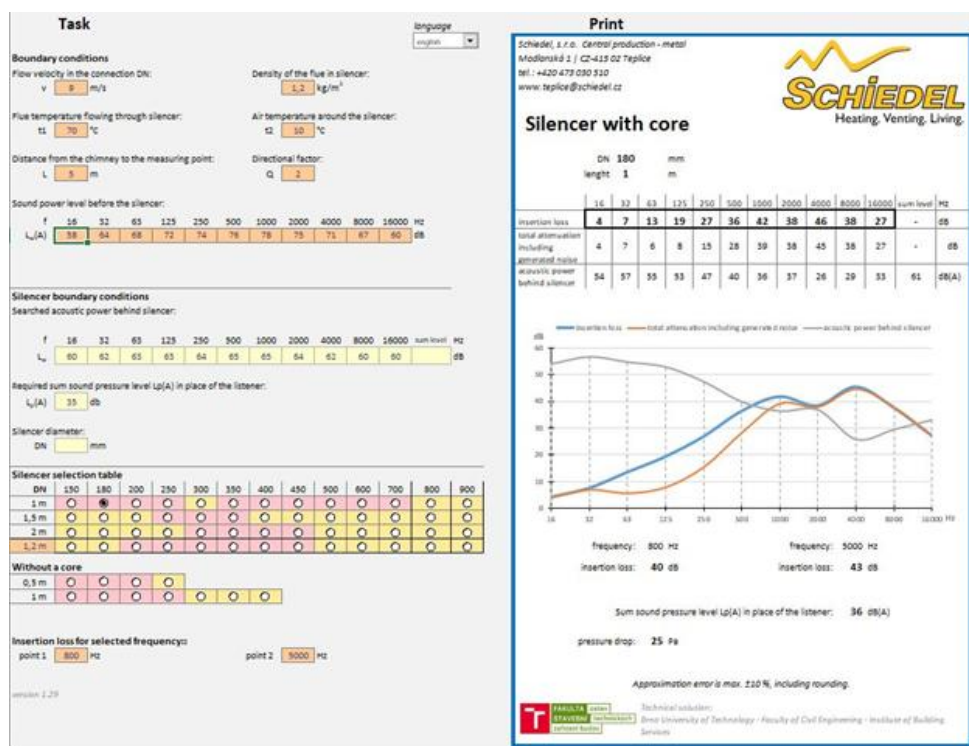 Task
language
english
Boundary conditions
Flow velocity in the connection DN:
v 9 m/s
Density of the flue in silencer:
1,2 kg/m³
Flue temperature flowing through silencer:
t1 70 °C
Air temperature around the silencer:
t2 10 °C
Distance from the chimney to the measuring point:
L 5 m
Directional factor:
Q 2
Sound power level before the silencer:
f 16 32 63 125 250 500 1000 2000 4000 8000 16000 Hz
Lw(A) 58 64 68 72 74 76 78 75 71 67 60 dB
Silencer boundary conditions
Searched acoustic power behind silencer:
f 16 32 63 125 250 500 1000 2000 4000 8000 16000 sum level Hz
Lw 60 62 63 63 64 65 65 64 62 60 60 dB
Required sum sound pressure level Lp(A) in place of the listener:
Lp(A) 35 db
Silencer diameter:
DN mm
Silencer selection table
DN 150 180 200 250 300 350 400 450 500 600 700 800 900
1 m
1,5 m
2 m
1,2 m
Without a core
0,5 m
1 m
Insertion loss for selected frequency::
point 1 800 Hz
point 2 5000 Hz
version 1.29
Print
Schiedel, s.r.o. Central production - metal
Modlanská 1 | CZ-415 02 Teplice
tel.: +420 473 030 510
www: teplice@schiedel.cz
SCHIEDEL
Heating. Venting. Living.
Silencer with core
DN 180 mm
lenght 1 m
16 32 63 125 250 500 1000 2000 4000 8000 16000 sum level Hz
insertion loss 4 7 13 19 27 36 42 38 46 38 27 - dB
total attenuation
including
generated noise
4 7 6 8 15 28 39 38 45 38 27 - dB
acoustic power
behind silencer
54 57 55 53 47 40 36 37 26 29 33 61 dB(A)
insertion loss total attenuation including generated noise acoustic power behind silencer
dB
60
50
40
30
20
10
0
16 32 63 125 250 500 1000 2000 4000 8000 16000 Hz
frequency: 800 Hz
insertion loss: 40 dB
frequency: 5000 Hz
insertion loss: 43 dB
Sum sound pressure level Lp(A) in place of the listener: 36 dB(A)
pressure drop: 25 Pa
Approximation error is max. ±10 %, including rounding.
T
FAKULTA
STAVEBNÍ
Technical solution:
Brno University of Technology - Faculty of Civil Engineering - Institute of Building
Services